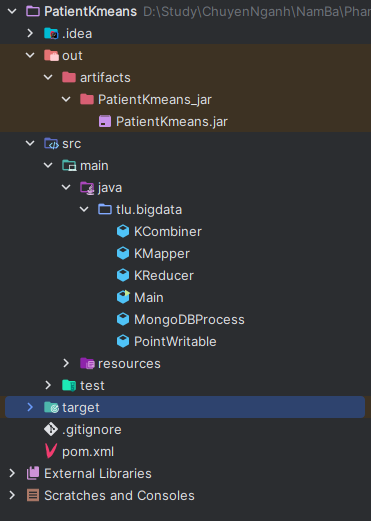 PatientKmeans D:\Study\ChuyenNganh\NamBa\Phar
.idea
out
artifacts
PatientKmeans_jar
PatientKmeans.jar
src
main
java
tlu.bigdata
KCombiner
KMapper
KReducer
Main
MongoDBProcess
PointWritable
resources
test
target
.gitignore
pom.xml
External Libraries
Scratches and Consoles